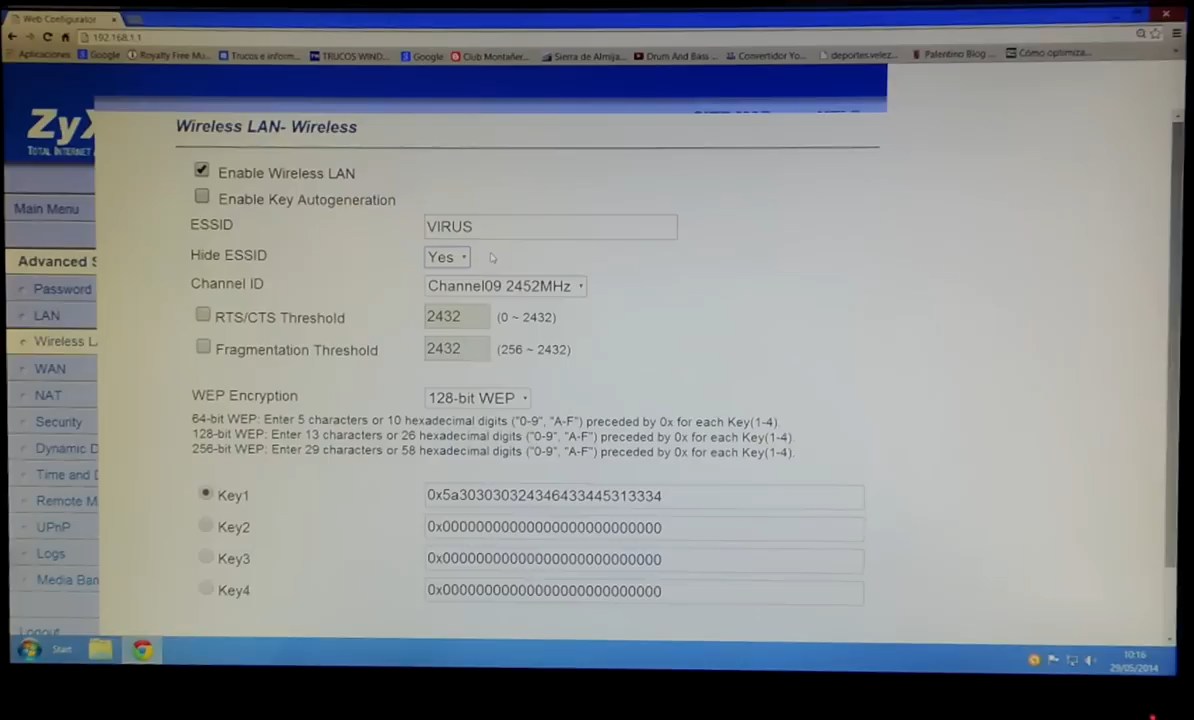 Web Configurator
192.168.1.1
Aplicaciones Google Royalty Free Mu... Trucos e inform... TRUCOS WIND... Google Club Montañer... Sierra de Almija... Drum And Bass ... Convertidor Yo... deportes.velez... Palentino Blog ... Cómo optimiza...
ZyX
TOTAL INTERNET A
Wireless LAN- Wireless
Enable Wireless LAN
Enable Key Autogeneration
Main Menu
ESSID VIRUS
Hide ESSID Yes
Advanced S
Channel ID Channel09 2452MHz
Password
LAN
RTS/CTS Threshold 2432 (0 ~ 2432)
Wireless L
Fragmentation Threshold 2432 (256 ~ 2432)
WAN
NAT
WEP Encryption 128-bit WEP
Security
64-bit WEP: Enter 5 characters or 10 hexadecimal digits ("0-9", "A-F") preceded by 0x for each Key(1-4).
128-bit WEP: Enter 13 characters or 26 hexadecimal digits ("0-9", "A-F") preceded by 0x for each Key(1-4).
256-bit WEP: Enter 29 characters or 58 hexadecimal digits ("0-9", "A-F") preceded by 0x for each Key(1-4).
Dynamic D
Time and D
Remote M
UPnP
Logs
Media Ban
Key1 0x5a303030324346433445313334
Key2 0x00000000000000000000000000
Key3 0x00000000000000000000000000
Key4 0x00000000000000000000000000
Logout
Start
10:16
29/05/2014